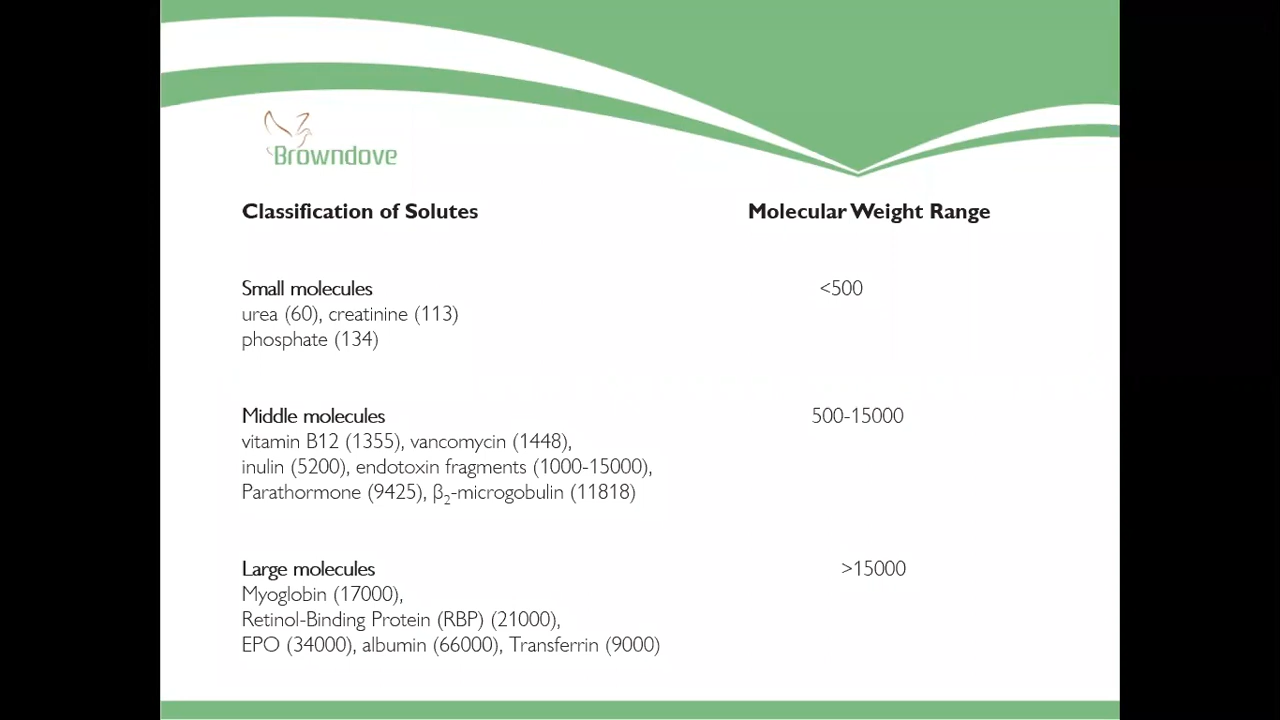 Browndove
Classification of Solutes Molecular Weight Range
Small molecules <500
urea (60), creatinine (113)
phosphate (134)
Middle molecules 500-15000
vitamin B12 (1355), vancomycin (1448),
inulin (5200), endotoxin fragments (1000-15000),
Parathormone (9425), β₂-microgobulin (11818)
Large molecules >15000
Myoglobin (17000),
Retinol-Binding Protein (RBP) (21000),
EPO (34000), albumin (66000), Transferrin (9000)